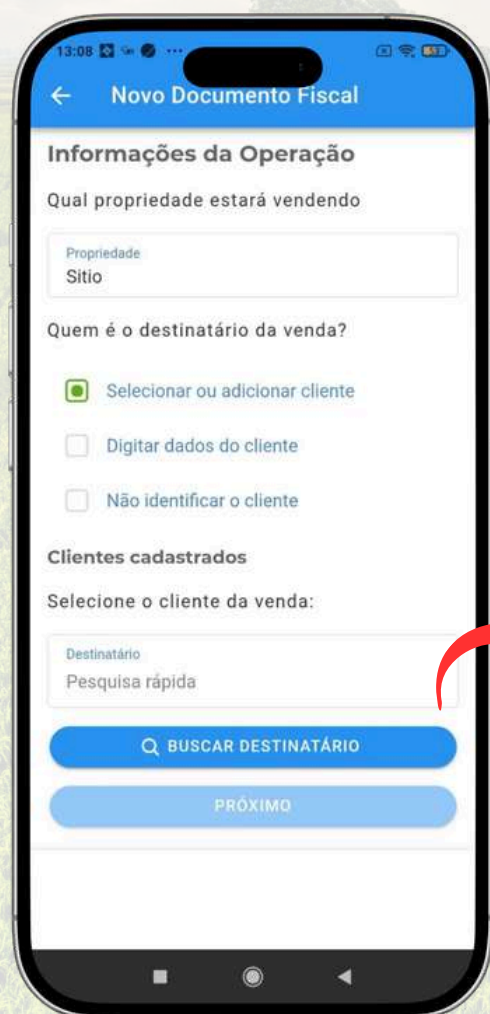 13:08
53
Novo Documento Fiscal
Informações da Operação
Qual propriedade estará vendendo
Propriedade
Sitio
Quem é o destinatário da venda?
Selecionar ou adicionar cliente
Digitar dados do cliente
Não identificar o cliente
Clientes cadastrados
Selecione o cliente da venda:
Destinatário
Pesquisa rápida
BUSCAR DESTINATÁRIO
PRÓXIMO